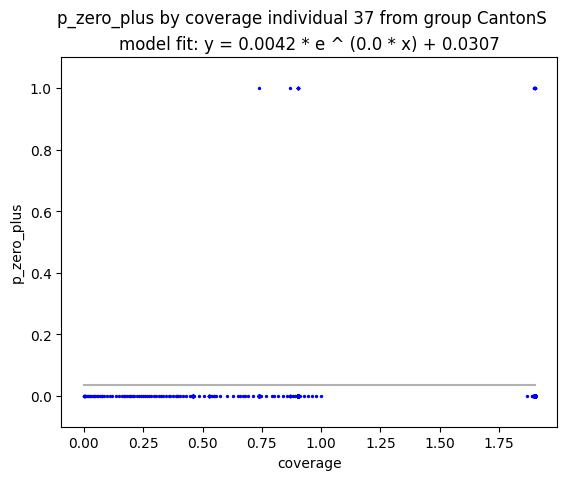 p_zero_plus by coverage individual 37 from group CantonS
model fit: y = 0.0042 * e ^ (0.0 * x) + 0.0307
1.0
0.8
0.6
0.4
0.2
0.0
p_zero_plus
0.00 0.25 0.50 0.75 1.00 1.25 1.50 1.75
coverage